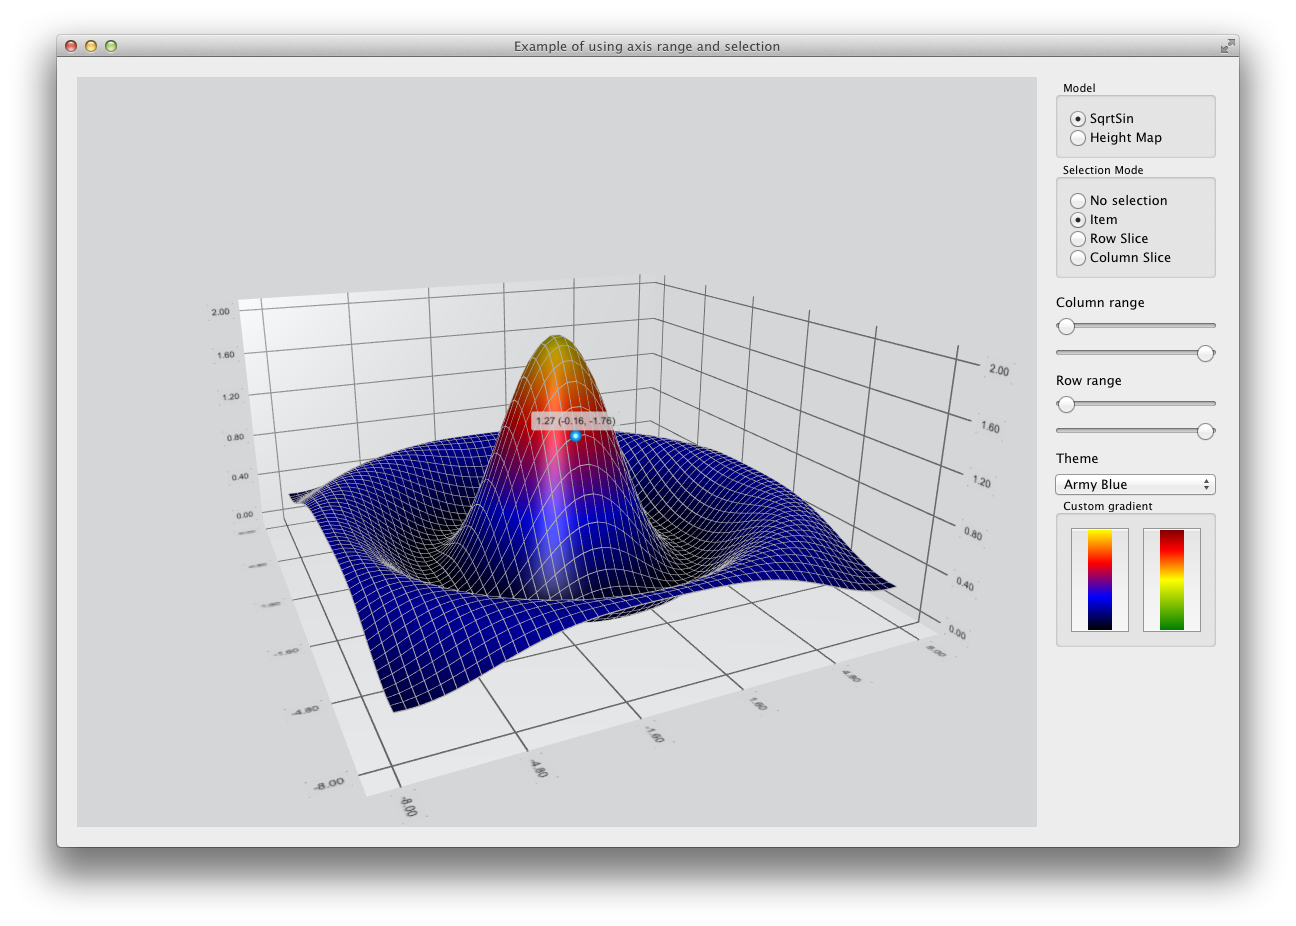 Example of using axis range and selection
Model
SqrtSin
Height Map
Selection Mode
No selection
Item
Row Slice
Column Slice
Column range
Row range
Theme
Army Blue
Custom gradient
2.00
1.60
1.20
0.80
0.40
0.00
1.27 (-0.16, -1.76)
2.00
1.60
1.20
0.80
0.40
0.00
-1.60
-4.80
-8.00
-8.00
-4.80
-1.60
1.60
4.80
8.00